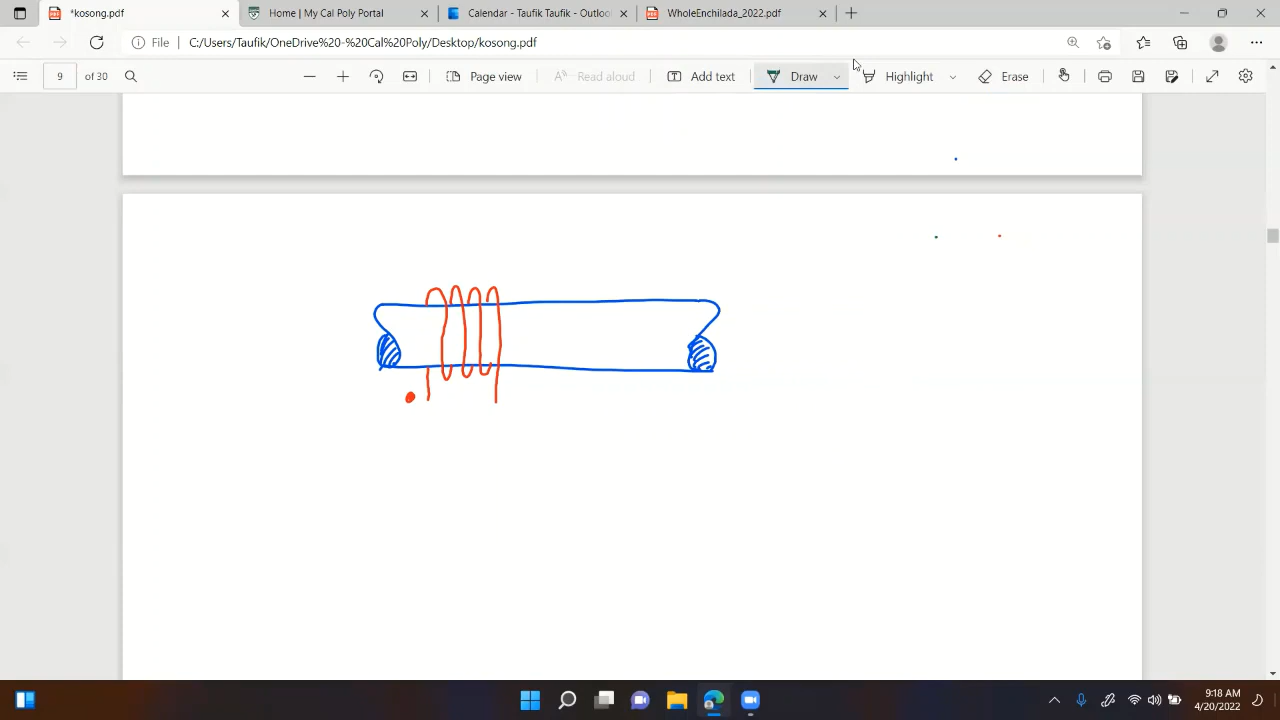 *kosong.pdf
Home | My Cal Poly Portal
Calendar - Taufik Taufik - Outlo
WholeEnchilada_2022.pdf
File
C:/Users/Taufik/OneDrive%20-%20Cal%20Poly/Desktop/kosong.pdf
9 of 30
Page view
Read aloud
Add text
Draw
Highlight
Erase
9:18 AM
4/20/2022